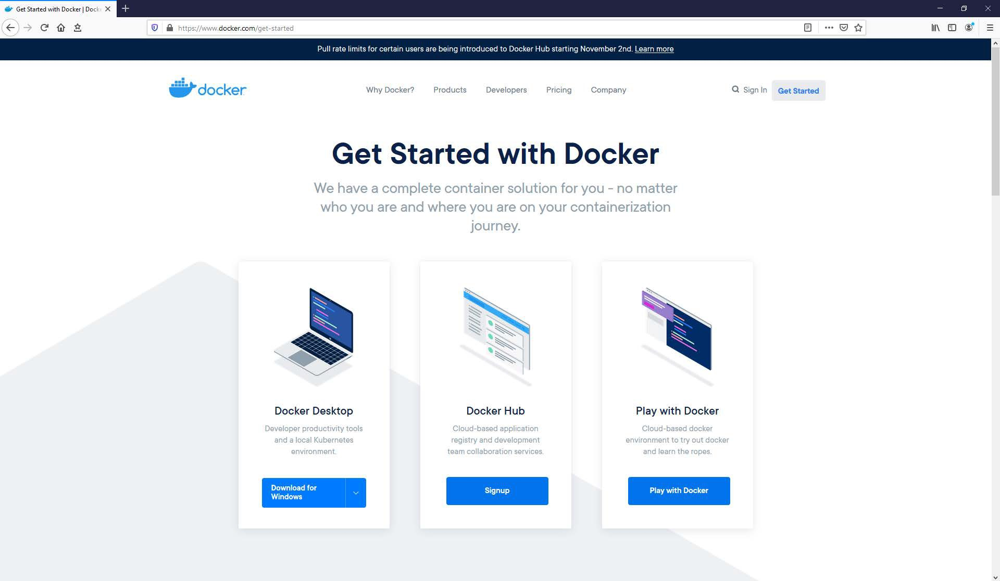 Get Started with Docker | Docke
https://www.docker.com/get-started
Pull rate limits for certain users are being introduced to Docker Hub starting November 2nd. Learn more
docker
Why Docker?
Products
Developers
Pricing
Company
Sign In
Get Started
Get Started with Docker
We have a complete container solution for you - no matter
who you are and where you are on your containerization
journey.
Docker Desktop
Developer productivity tools
and a local Kubernetes
environment.
Download for
Windows
Docker Hub
Cloud-based application
registry and development
team collaboration services.
Signup
Play with Docker
Cloud-based docker
environment to try out docker
and learn the ropes.
Play with Docker